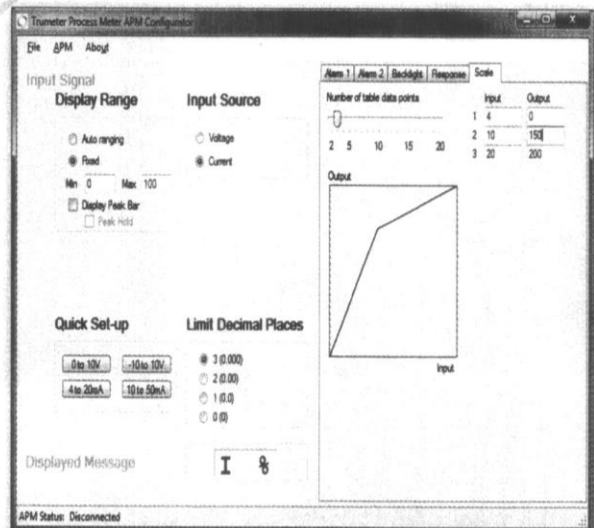 Trumeter Process Meter APM Configurator
File APM About
Input Signal
Display Range
Auto ranging
Fixed
Min 0 Max 100
Display Peak Bar
Peak Hold
Input Source
Voltage
Current
Quick Set-up
0 to 10V -10 to 10V
4 to 20mA 10 to 50mA
Limit Decimal Places
3 (0.000)
2 (0.00)
1 (0.0)
0 (0)
Displayed Message
I %
Alarm 1 Alarm 2 Backlight Response Scale
Number of table data points
2 5 10 15 20
Input Output
1 4 0
2 10 150
3 20 200
Output
Input
APM Status: Disconnected